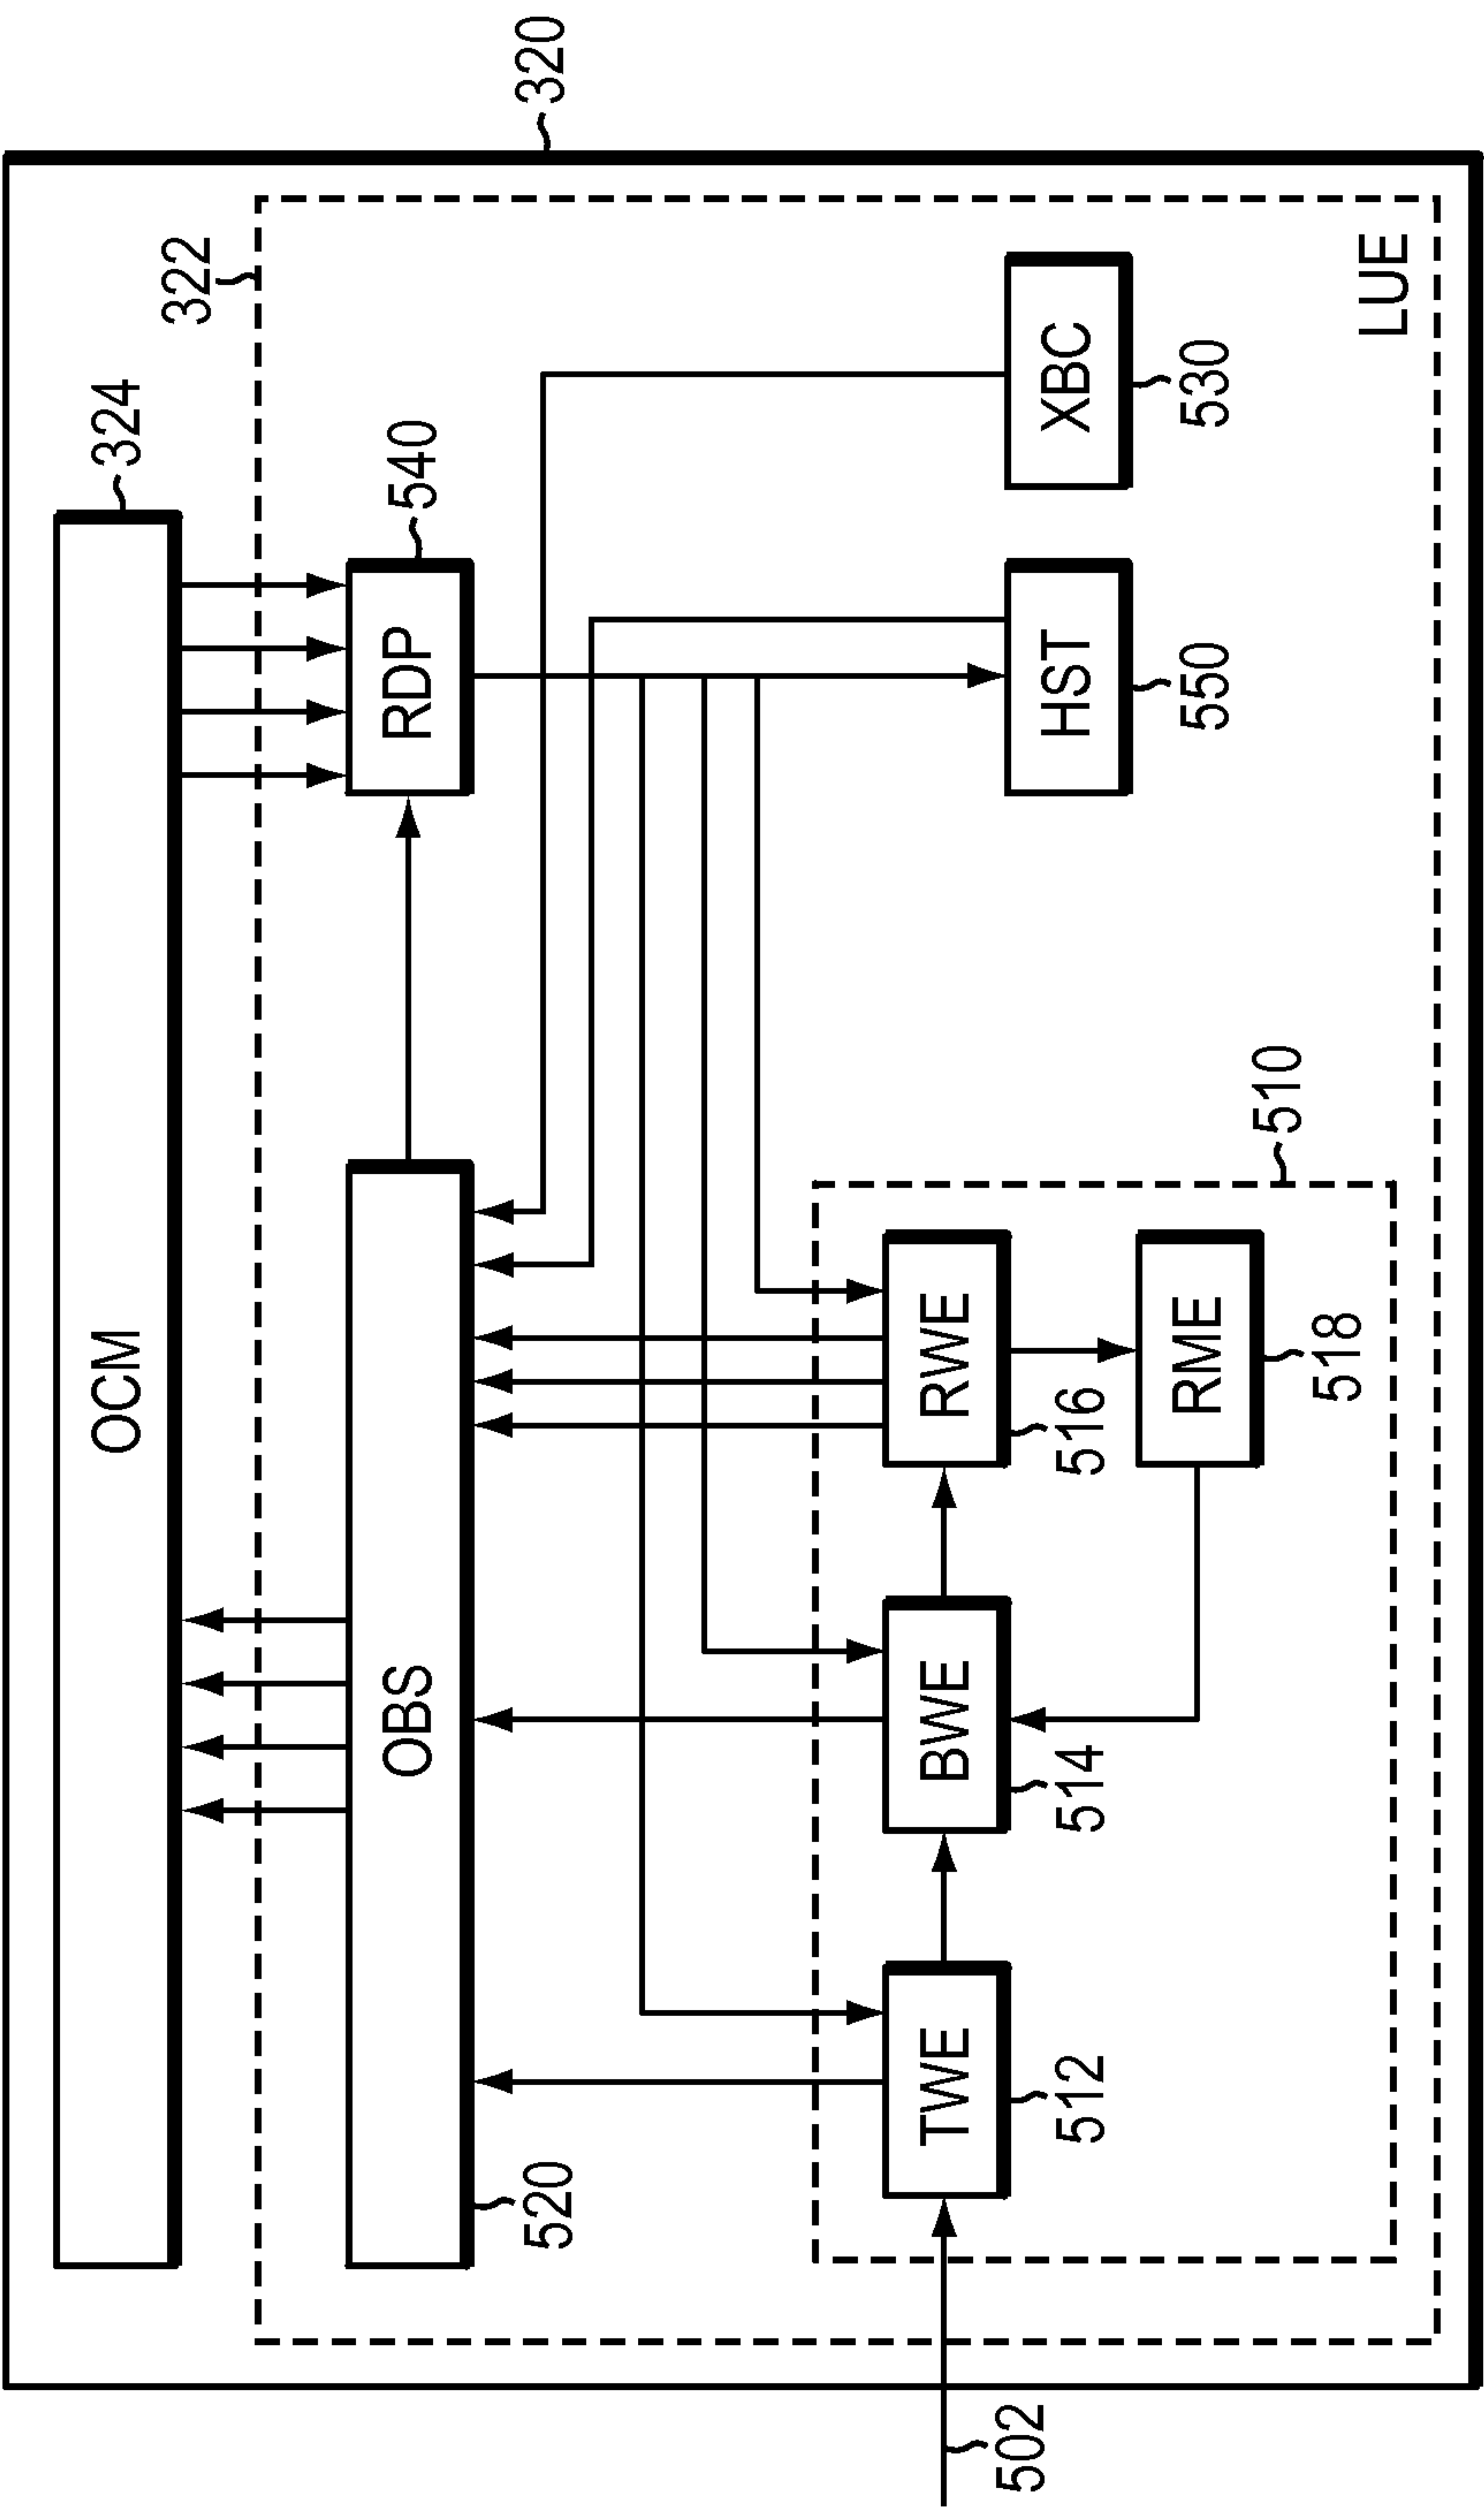 320
322
324
OCM
540
RDP
OBS
520
XBC
530
HST
550
510
RWE
516
RME
518
BWE
514
TWE
512
LUE
502